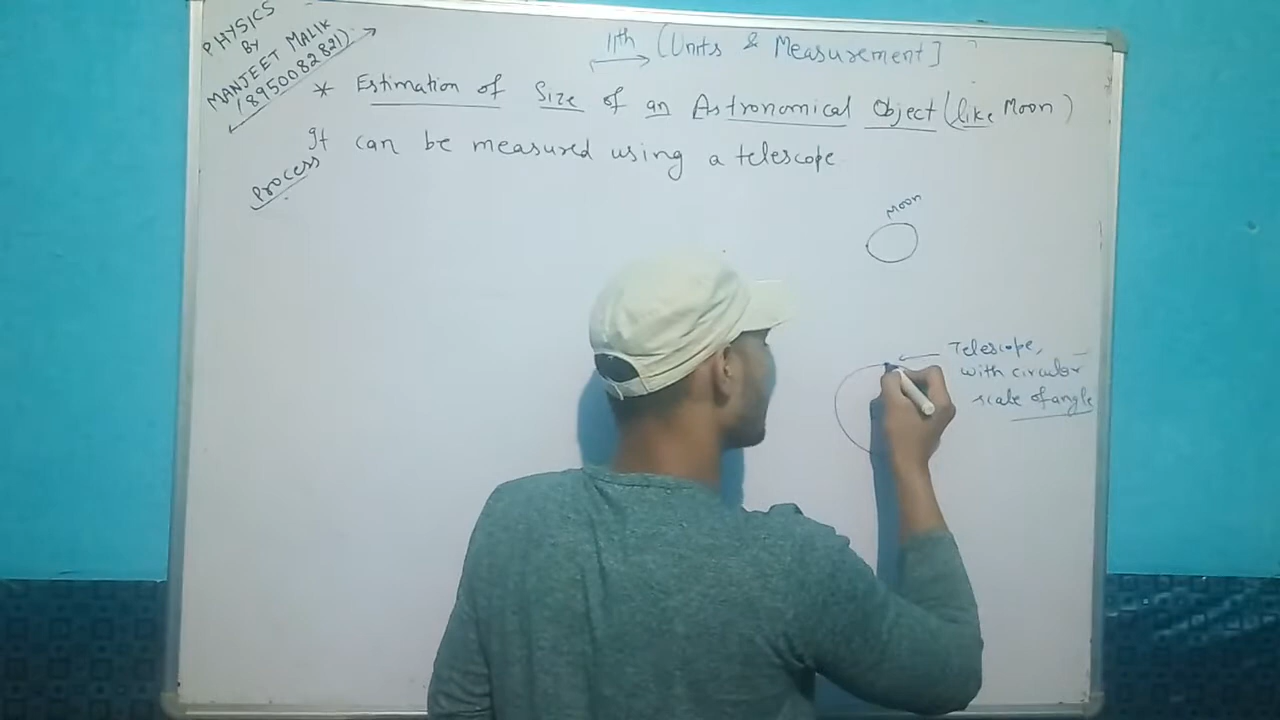 PHYSICS
By
MANJEET MALIK
(8950082821)
11th (Units & Measurement]
* Estimation of Size of an Astronomical Object (like Moon)
It can be measured using a telescope
Process
Moon
Telescope,
with circular
scale of angle